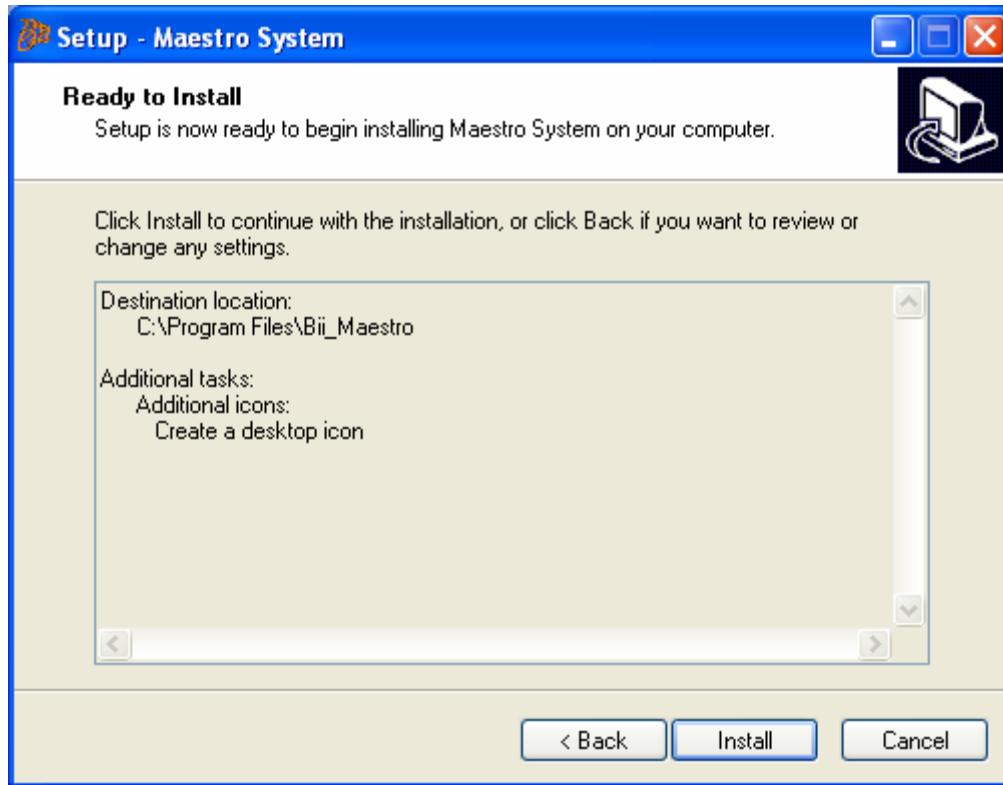 Setup - Maestro System
Ready to Install
Setup is now ready to begin installing Maestro System on your computer.
Click Install to continue with the installation, or click Back if you want to review or
change any settings.
Destination location:
C:\Program Files\Bii_Maestro
Additional tasks:
Additional icons:
Create a desktop icon
< Back
Install
Cancel